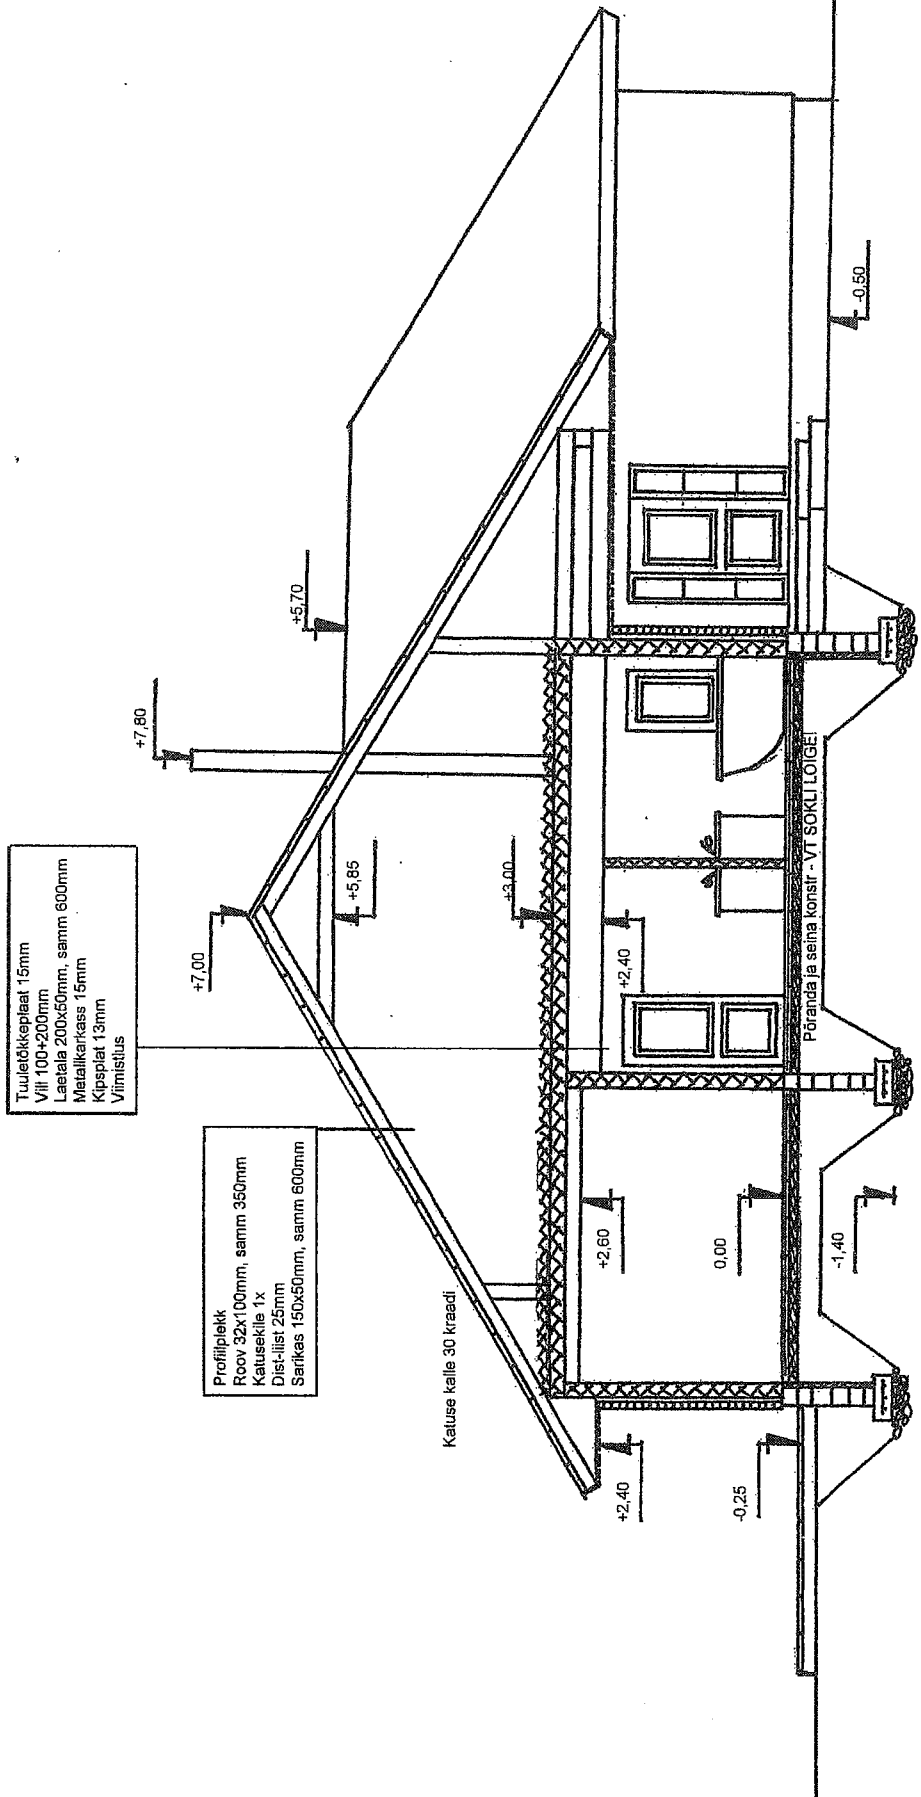 Tuuletõkkeplaat 15mm
Vill 100+200mm
Laetala 200x50mm, samm 600mm
Metallkarkass 15mm
Kipsplat 13mm
Viimistlus
Profiilplekk
Roov 32x100mm, samm 350mm
Katusekile 1x
Dist-liist 25mm
Sarikas 150x50mm, samm 600mm
Katuse kalle 30 kraadi
+7,80
+7,00
+5,70
+5,85
+3,00
+2,40
+2,60
0,00
-1,40
+2,40
-0,25
-0,50
Põranda ja seina konstr - VT SOKLI LÕIGE!